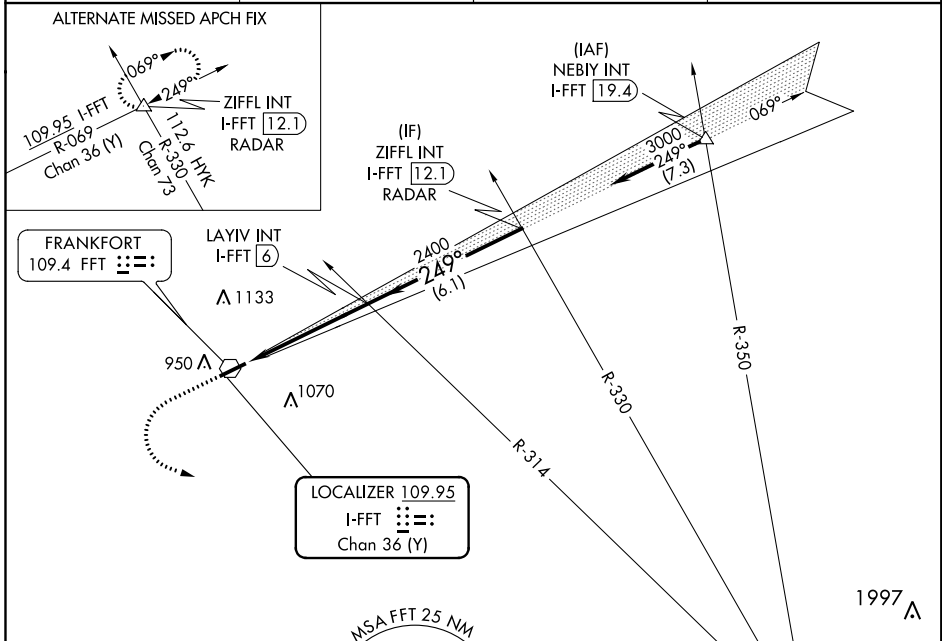 ALTERNATE MISSED APCH FIX
069°
249°
ZIFFL INT
I-FFT 12.1
RADAR
109.95 I-FFT
R-069
Chan 36 (Y)
112.6 HYK
R-330
Chan 73
(IAF)
NEBIY INT
I-FFT 19.4
069°
3000
249°
(7.3)
(IF)
ZIFFL INT
I-FFT 12.1
RADAR
LAYIV INT
I-FFT 6
2400
249°
(6.1)
FRANKFORT
109.4 FFT
1133
950
1070
R-350
R-330
R-314
LOCALIZER 109.95
I-FFT
Chan 36 (Y)
1997
MSA FFT 25 NM